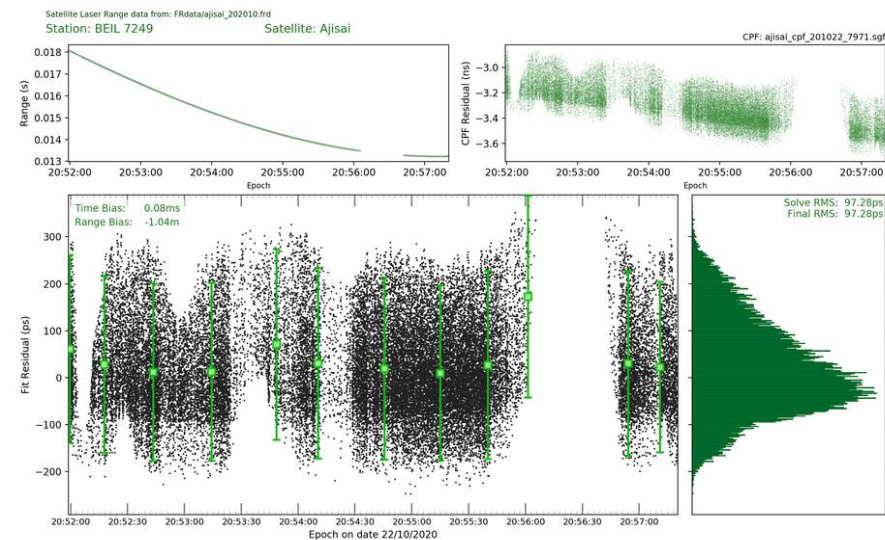 Satellite Laser Range data from: FRdata/ajisai_202010.frd
Station: BEIL 7249 Satellite: Ajisai
CPF: ajisai_cpf_201022_7971.sgf
Range (s)
0.018
0.017
0.016
0.015
0.014
0.013
20:52:00 20:53:00 20:54:00 20:55:00 20:56:00 20:57:00
Epoch
CPF Residual (ns)
−3.0
−3.2
−3.4
−3.6
20:52:00 20:53:00 20:54:00 20:55:00 20:56:00 20:57:00
Epoch
Time Bias: 0.08ms
Range Bias: -1.04m
Fit Residual (ps)
300
200
100
0
−100
−200
20:52:00 20:52:30 20:53:00 20:53:30 20:54:00 20:54:30 20:55:00 20:55:30 20:56:00 20:56:30 20:57:00
Epoch on date 22/10/2020
Solve RMS: 97.28ps
Final RMS: 97.28ps